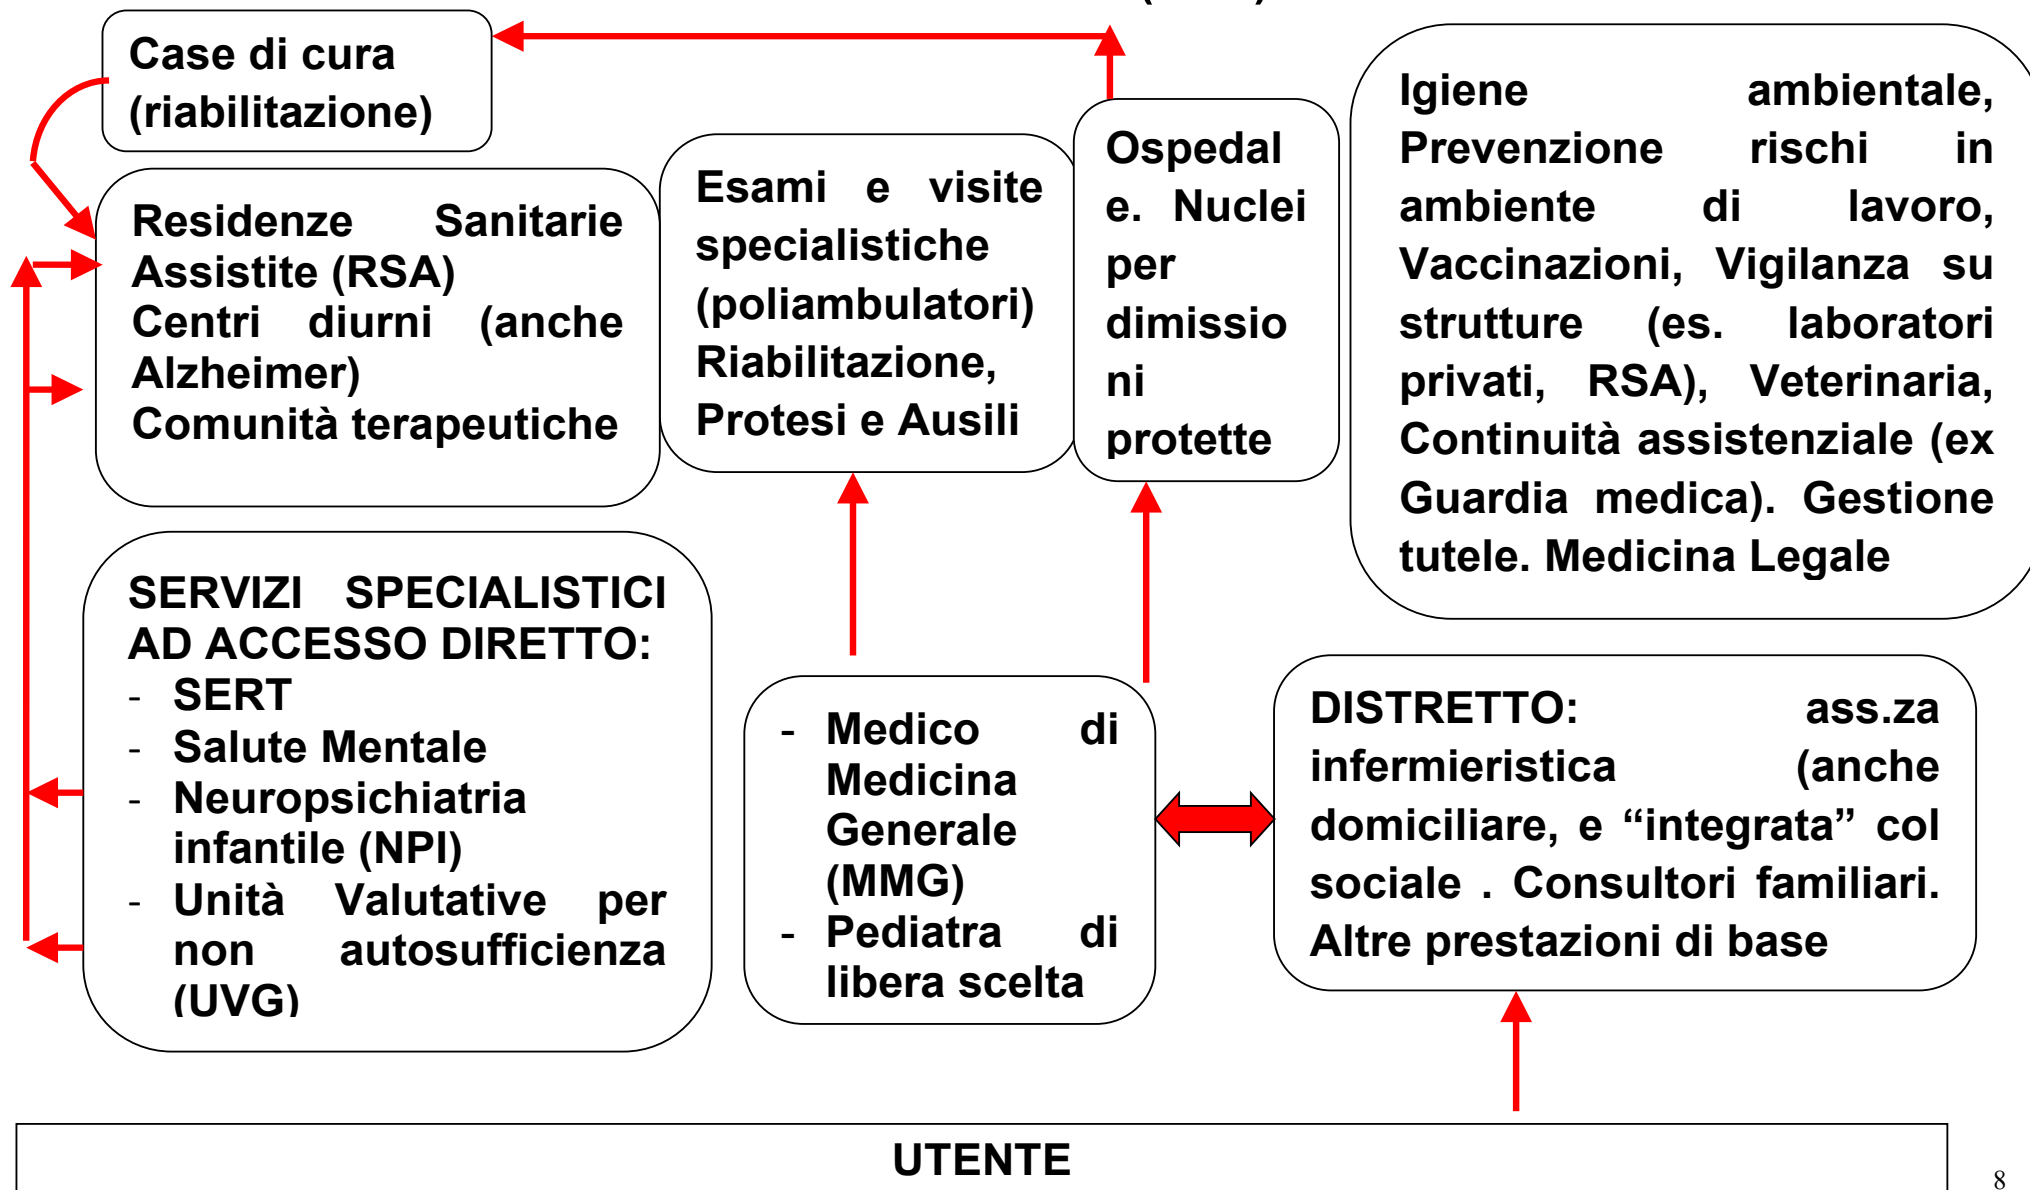 Case di cura
(riabilitazione)
Residenze Sanitarie
Assistite (RSA)
Centri diurni (anche
Alzheimer)
Comunità terapeutiche
Esami e visite
specialistiche
(poliambulatori)
Riabilitazione,
Protesi e Ausili
Ospedal
e. Nuclei
per
dimissio
ni
protette
Igiene ambientale,
Prevenzione rischi in
ambiente di lavoro,
Vaccinazioni, Vigilanza su
strutture (es. laboratori
privati, RSA), Veterinaria,
Continuità assistenziale (ex
Guardia medica). Gestione
tutele. Medicina Legale
SERVIZI SPECIALISTICI
AD ACCESSO DIRETTO:
- SERT
- Salute Mentale
- Neuropsichiatria
infantile (NPI)
- Unità Valutative per
non autosufficienza
(UVG)
- Medico di
Medicina
Generale
(MMG)
- Pediatra di
libera scelta
DISTRETTO: ass.za
infermieristica (anche
domiciliare, e “integrata” col
sociale . Consultori familiari.
Altre prestazioni di base
UTENTE
8